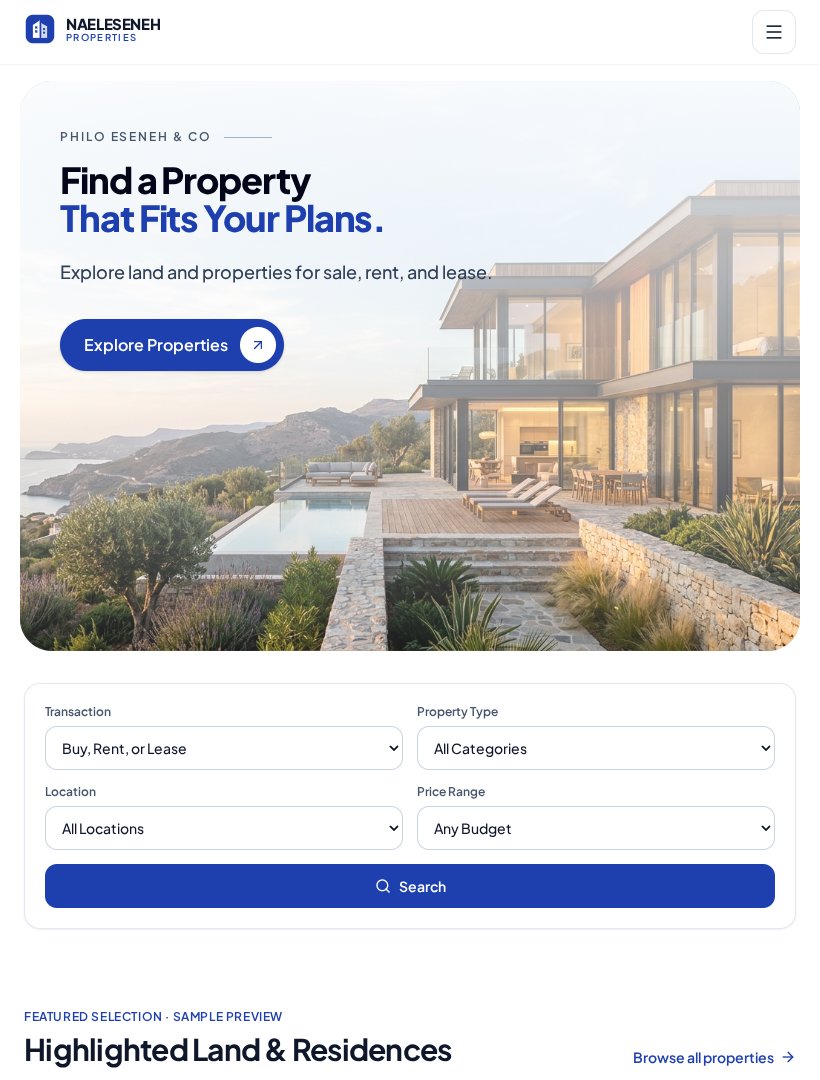 NAELESENEH
PROPERTIES
PHILO ESENEH & CO
Find a Property
That Fits Your Plans.
Explore land and properties for sale, rent, and lease.
Explore Properties
Transaction
Property Type
Buy, Rent, or Lease
All Categories
Location
Price Range
All Locations
Any Budget
Search
FEATURED SELECTION · SAMPLE PREVIEW
Highlighted Land & Residences
Browse all properties